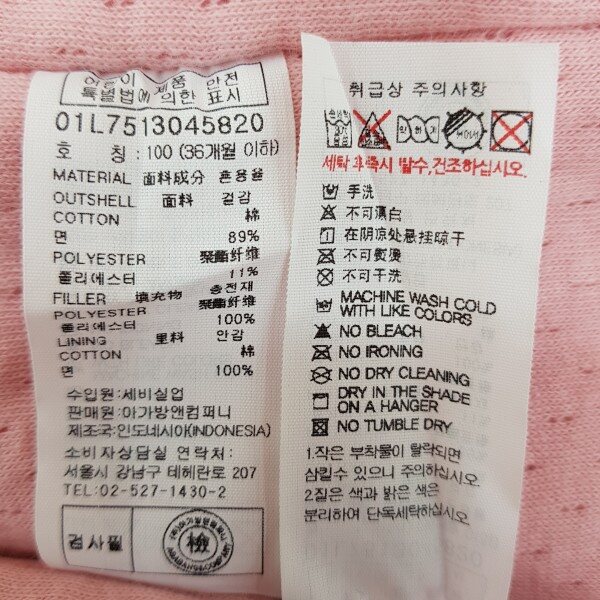 어린이 제품 안전
특별법에 의한 표시
01L7513045820
호 칭 : 100 (36개월 이하)
MATERIAL 面料成分 혼용율
OUTSHELL 面料 겉감
COTTON 棉
면 89%
POLYESTER 聚酯纤维
폴리에스터 11%
FILLER 填充物 충전재
POLYESTER 聚酯纤维
폴리에스터 100%
LINING 里料 안감
COTTON 棉
면 100%
수입원:세비실업
판매원:아가방앤컴퍼니
제조국:인도네시아(INDONESIA)
소비자상담실 연락처:
서울시 강남구 테헤란로 207
TEL:02-527-1430-2
검사필
檢
취급상 주의사항
세탁 후 즉시 탈수,건조하십시오.
手洗
不可漂白
在阴凉处悬挂晾干
不可熨烫
不可干洗
MACHINE WASH COLD
WITH LIKE COLORS
NO BLEACH
NO IRONING
NO DRY CLEANING
DRY IN THE SHADE
ON A HANGER
NO TUMBLE DRY
1.작은 부착물이 탈락되면
삼킬수 있으니 주의하십시오.
2.짙은 색과 밝은 색은
분리하여 단독세탁하십시오